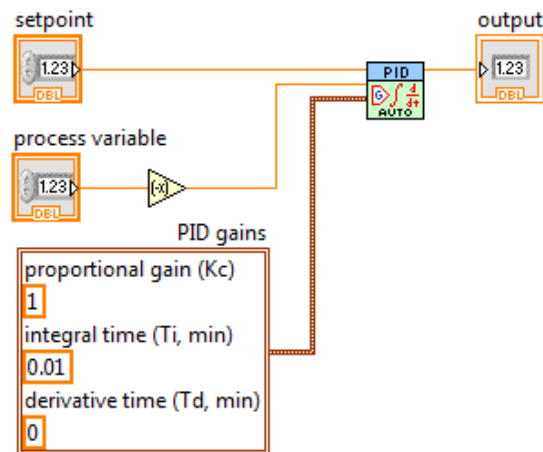 setpoint
1.23
DBL
output
1.23
DBL
PID
G ∫ d/dt
AUTO
process variable
1.23
DBL
(-x)
PID gains
proportional gain (Kc)
1
integral time (Ti, min)
0.01
derivative time (Td, min)
0